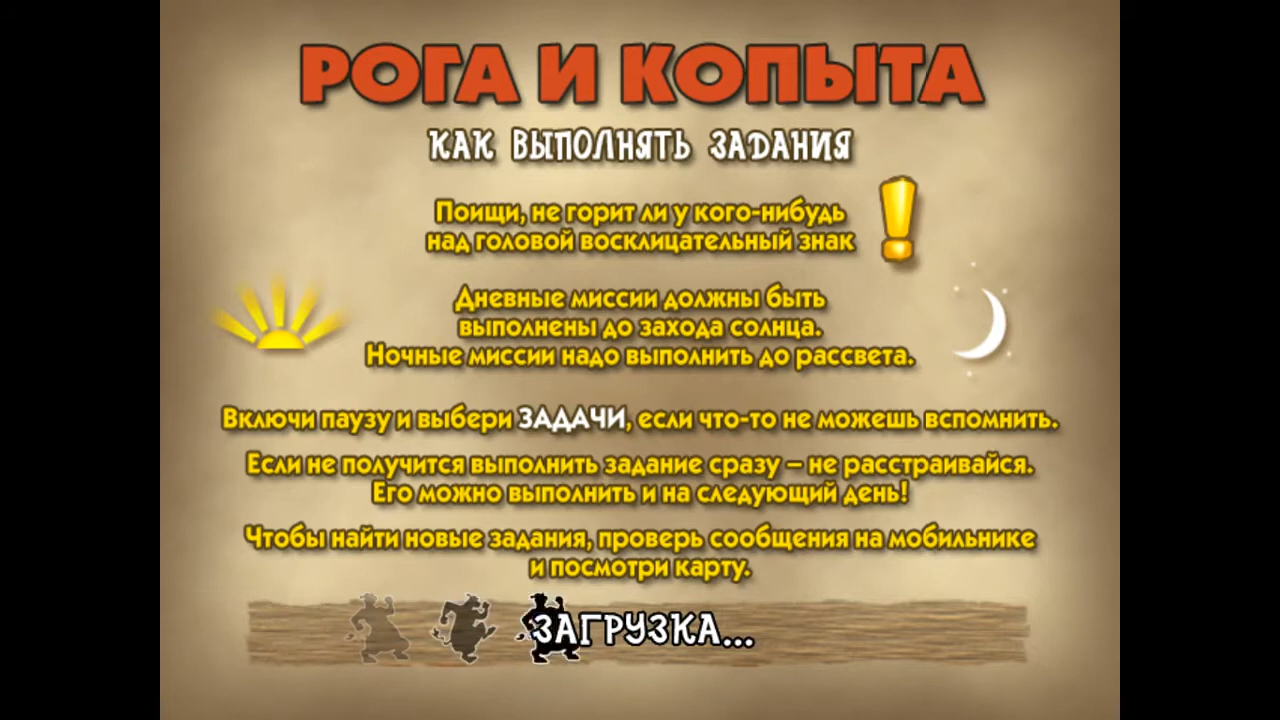 РОГА И КОПЫТА
КАК ВЫПОЛНЯТЬ ЗАДАНИЯ
Поищи, не горит ли у кого-нибудь
над головой восклицательный знак
Дневные миссии должны быть
выполнены до захода солнца.
Ночные миссии надо выполнить до рассвета.
Включи паузу и выбери ЗАДАЧИ, если что-то не можешь вспомнить.
Если не получится выполнить задание сразу – не расстраивайся.
Его можно выполнить и на следующий день!
Чтобы найти новые задания, проверь сообщения на мобильнике
и посмотри карту.
ЗАГРУЗКА...